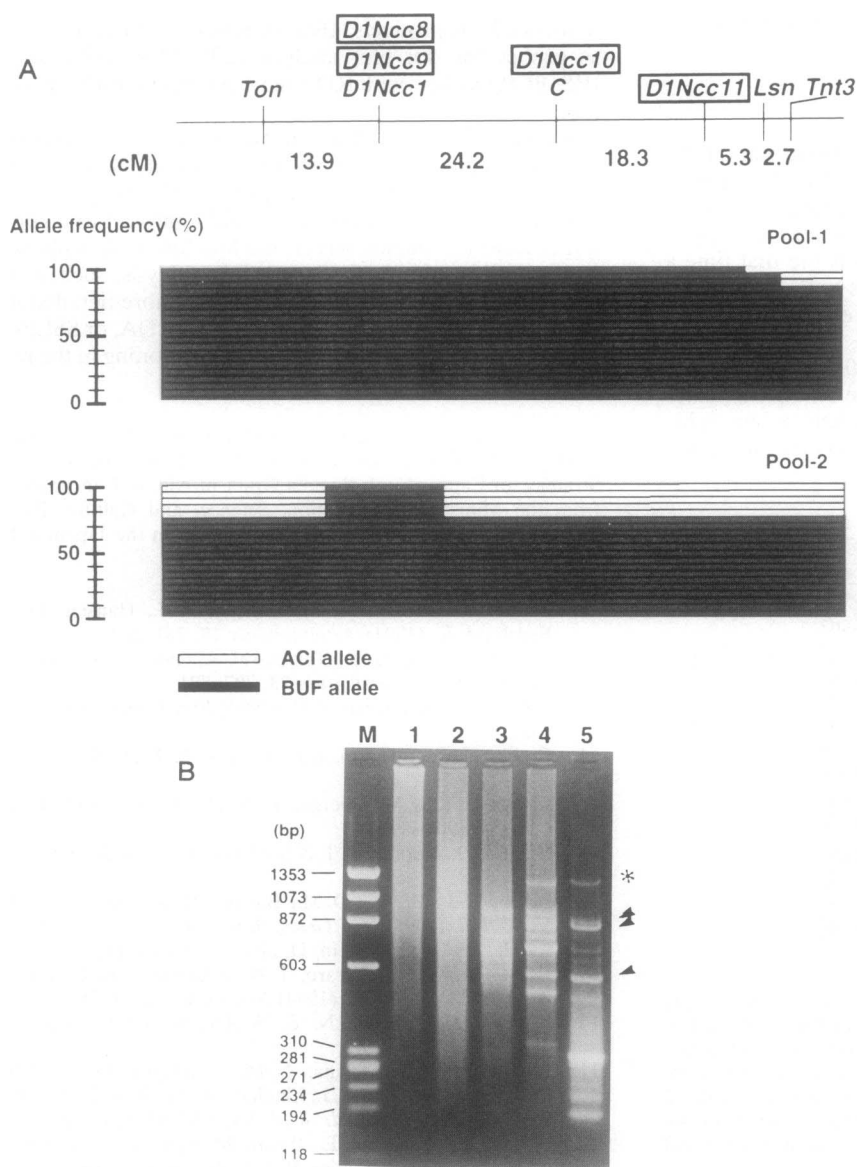 A
D1Ncc8
D1Ncc9
D1Ncc10
D1Ncc11
Ton
D1Ncc1
C
Lsn
Tnt3
(cM)
13.9
24.2
18.3
5.3
2.7
Allele frequency (%)
Pool-1
100
50
0
Pool-2
100
50
0
ACI allele
BUF allele
B
M 1 2 3 4 5
(bp)
1353
1073
872
603
310
281
271
234
194
118
*